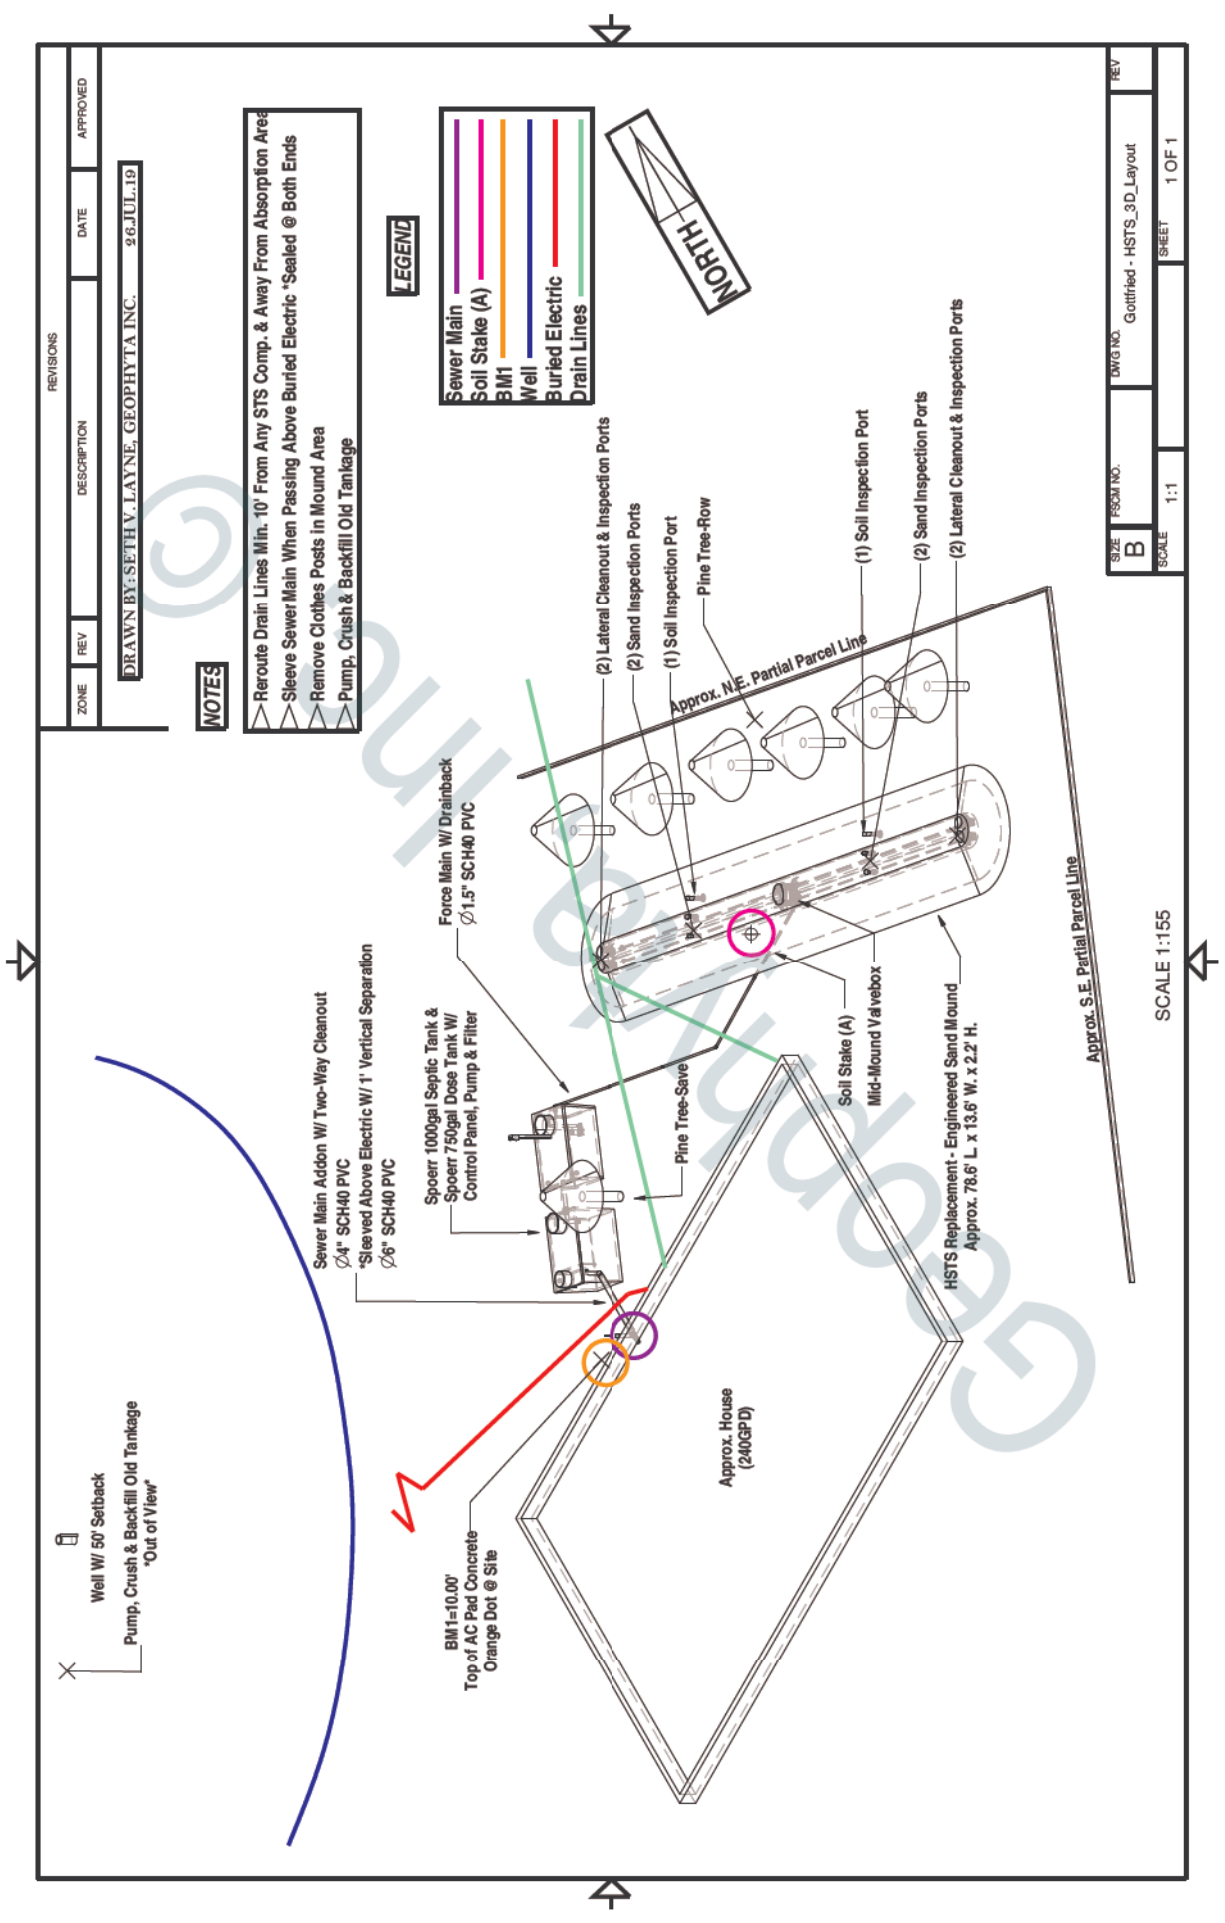 REVISIONS
ZONE REV DESCRIPTION DATE APPROVED
DRAWN BY: SETH V. LAYNE, GEOPHYTA INC. 26.JUL.19
NOTES
Reroute Drain Lines Min. 10' From Any STS Comp. & Away From Absorption Area
Sleeve Sewer Main When Passing Above Buried Electric *Sealed @ Both Ends
Remove Clothes Posts in Mound Area
Pump, Crush & Backfill Old Tankage
LEGEND
Sewer Main
Soil Stake (A)
BM1
Well
Buried Electric
Drain Lines
NORTH
Well W/ 50' Setback
Pump, Crush & Backfill Old Tankage
*Out of View*
Sewer Main Addon W/ Two-Way Cleanout
Ø4" SCH40 PVC
*Sleeved Above Electric W/ 1' Vertical Separation
Ø6" SCH40 PVC
Spoerr 1000gal Septic Tank &
Spoerr 750gal Dose Tank W/
Control Panel, Pump & Filter
Force Main W/ Drainback
Ø1.5" SCH40 PVC
BM1=10.00'
Top of AC Pad Concrete
Orange Dot @ Site
(2) Lateral Cleanout & Inspection Ports
(2) Sand Inspection Ports
(1) Soil Inspection Port
Pine Tree-Row
Approx. N.E. Partial Parcel Line
Pine Tree-Save
Approx. House
(240GPD)
Soil Stake (A)
Mid-Mound Valvebox
(1) Soil Inspection Port
(2) Sand Inspection Ports
(2) Lateral Cleanout & Inspection Ports
HSTS Replacement - Engineered Sand Mound
Approx. 78.6' L. x 13.6' W. x 2.2' H.
Approx. S.E. Partial Parcel Line
SCALE 1:155
SIZE FSCM NO. DWG NO. REV
B Gottfried - HSTS_3D_Layout
SCALE 1:1 SHEET 1 OF 1
Geophyta, Inc. ©